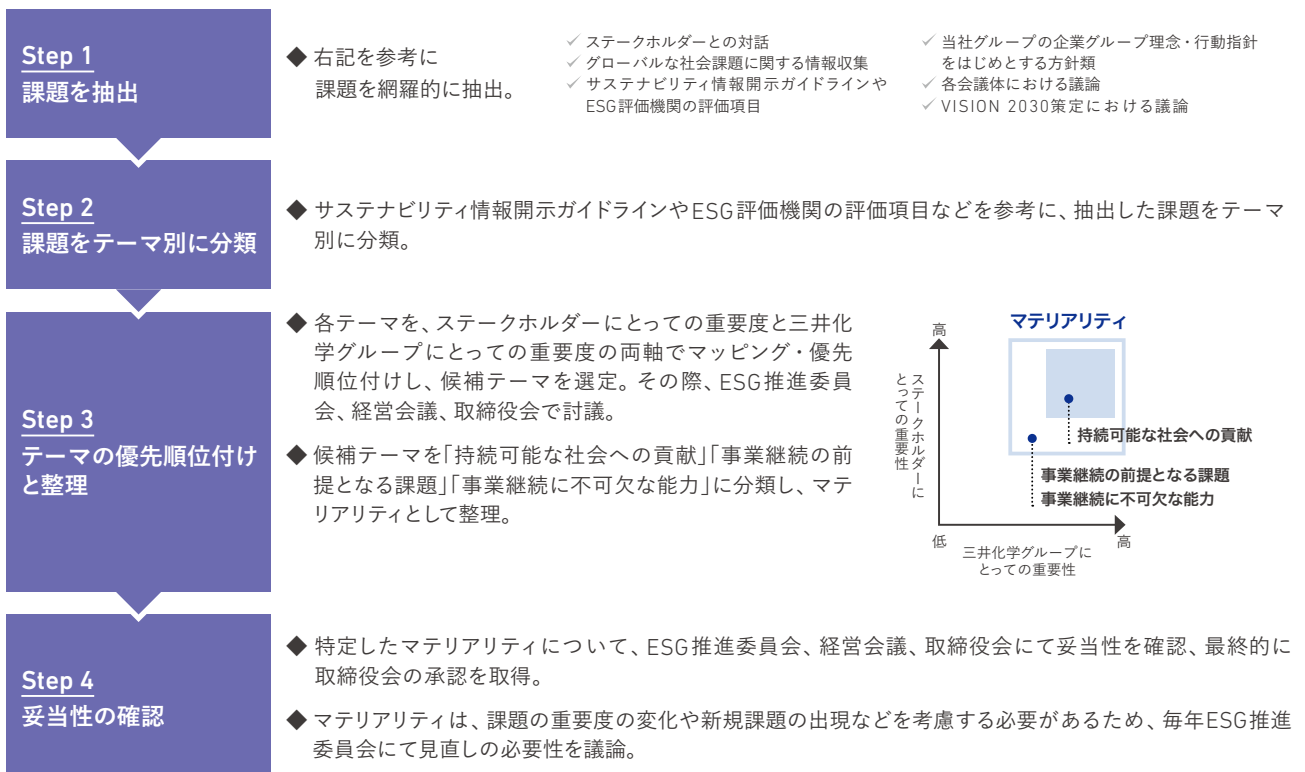 Step 1
課題を抽出
◆ 右記を参考に
課題を網羅的に抽出。
✓ ステークホルダーとの対話
✓ グローバルな社会課題に関する情報収集
✓ サステナビリティ情報開示ガイドラインや
ESG評価機関の評価項目
✓ 当社グループの企業グループ理念・行動指針
をはじめとする方針類
✓ 各会議体における議論
✓ VISION 2030策定における議論
Step 2
課題をテーマ別に分類
◆ サステナビリティ情報開示ガイドラインやESG評価機関の評価項目などを参考に、抽出した課題をテーマ
別に分類。
Step 3
テーマの優先順位付け
と整理
◆ 各テーマを、ステークホルダーにとっての重要度と三井化
学グループにとっての重要度の両軸でマッピング・優先
順位付けし、候補テーマを選定。その際、ESG推進委員
会、経営会議、取締役会で討議。
◆ 候補テーマを「持続可能な社会への貢献」「事業継続の前
提となる課題」「事業継続に不可欠な能力」に分類し、マテ
リアリティとして整理。
高
マテリアリティ
ステークホルダーに
とっての重要性
持続可能な社会への貢献
事業継続の前提となる課題
事業継続に不可欠な能力
低
三井化学グループに
とっての重要性
高
Step 4
妥当性の確認
◆ 特定したマテリアリティについて、ESG推進委員会、経営会議、取締役会にて妥当性を確認、最終的に
取締役会の承認を取得。
◆ マテリアリティは、課題の重要度の変化や新規課題の出現などを考慮する必要があるため、毎年ESG推進
委員会にて見直しの必要性を議論。